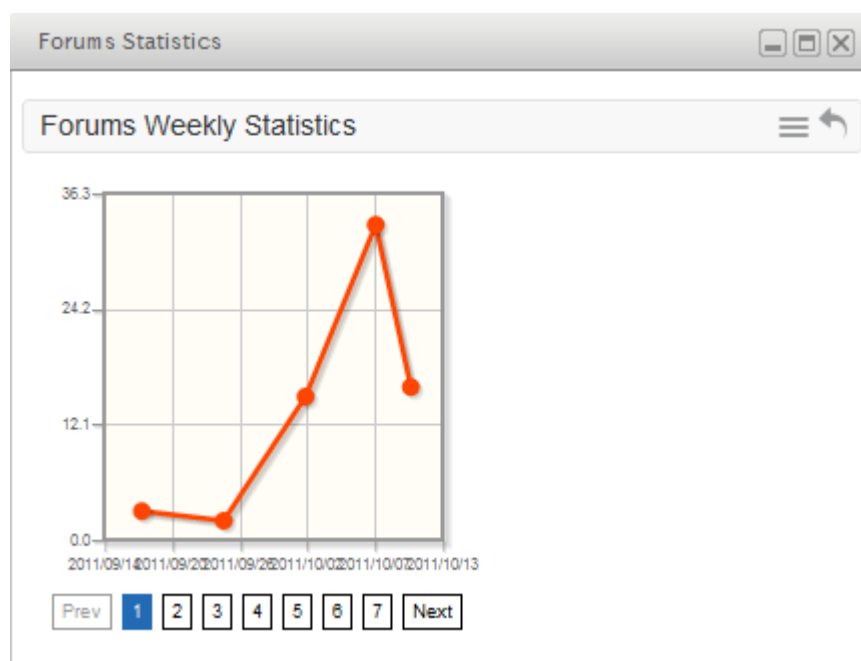 Forums Statistics
Forums Weekly Statistics
36.3
24.2
12.1
0.0
2011/09/14 2011/09/20 2011/09/26 2011/10/02 2011/10/07 2011/10/13
Prev 1 2 3 4 5 6 7 Next